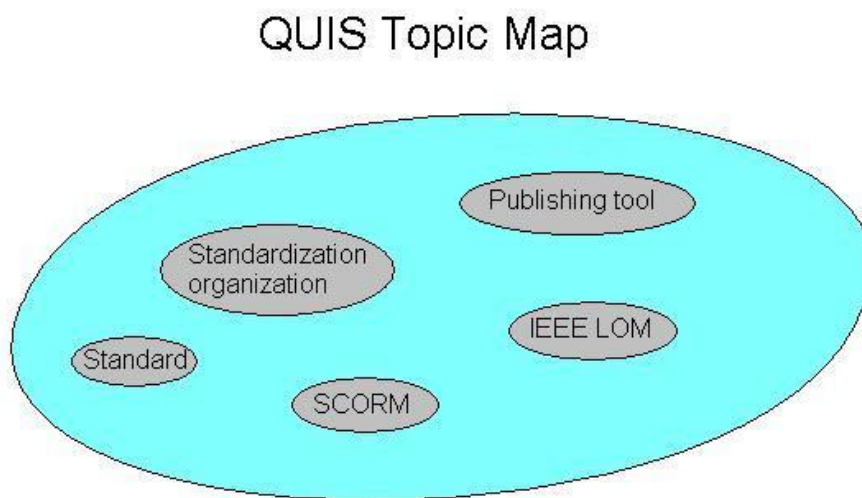 QUIS Topic Map
Publishing tool
Standardization
organization
IEEE LOM
Standard
SCORM